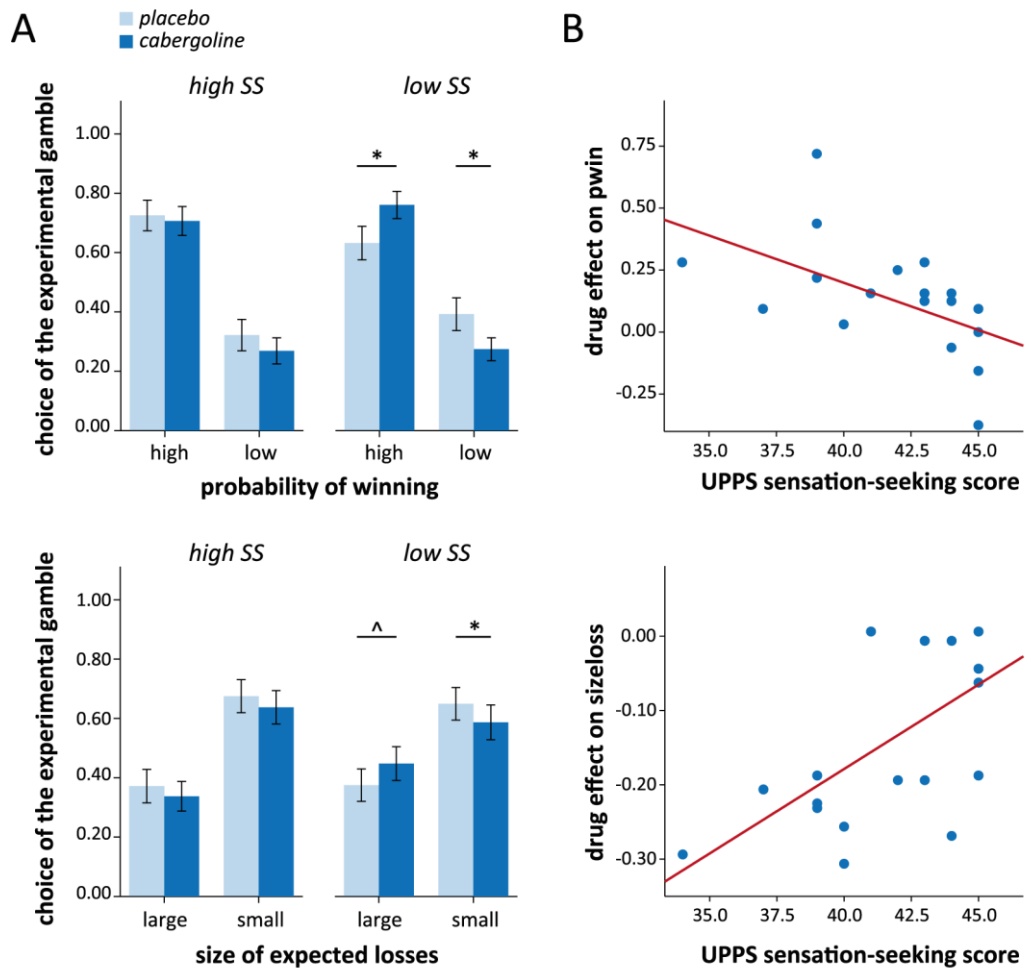 A
placebo
cabergoline
high SS
low SS
choice of the experimental gamble
1.00
0.80
0.60
0.40
0.20
0.00
*
*
high
low
high
low
probability of winning
high SS
low SS
choice of the experimental gamble
1.00
0.80
0.60
0.40
0.20
0.00
^
*
large
small
large
small
size of expected losses
B
drug effect on pwin
0.75
0.50
0.25
0.00
-0.25
35.0
37.5
40.0
42.5
45.0
UPPS sensation-seeking score
drug effect on sizeloss
0.00
-0.10
-0.20
-0.30
35.0
37.5
40.0
42.5
45.0
UPPS sensation-seeking score